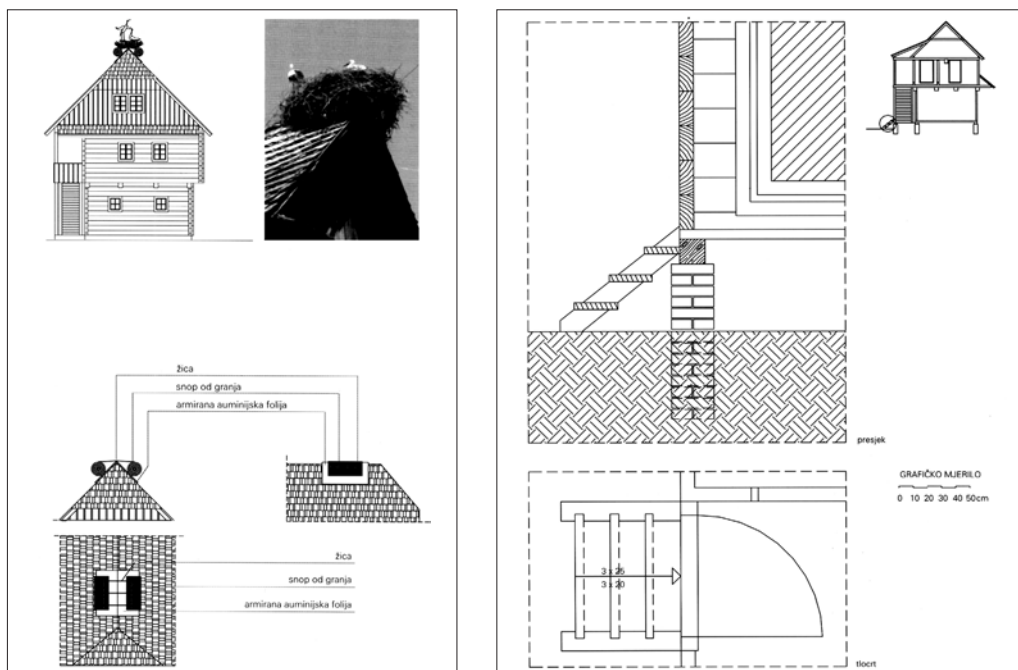 žica
snop od granja
armirana auminijska folija
žica
snop od granja
armirana auminijska folija
presjek
GRAFIČKO MJERILO
0 10 20 30 40 50cm
3 x 25
3 x 20
tlocrt